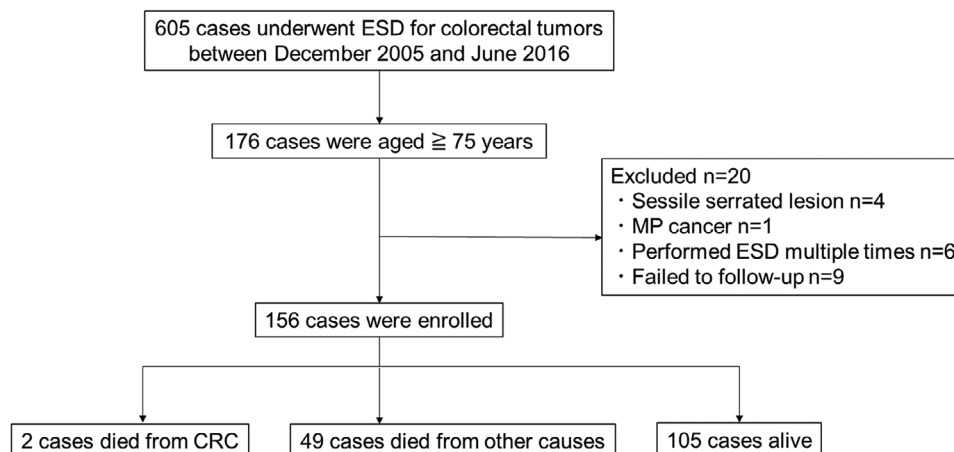 605 cases underwent ESD for colorectal tumors
between December 2005 and June 2016
176 cases were aged ≧ 75 years
Excluded n=20
・Sessile serrated lesion n=4
・MP cancer n=1
・Performed ESD multiple times n=6
・Failed to follow-up n=9
156 cases were enrolled
2 cases died from CRC
49 cases died from other causes
105 cases alive